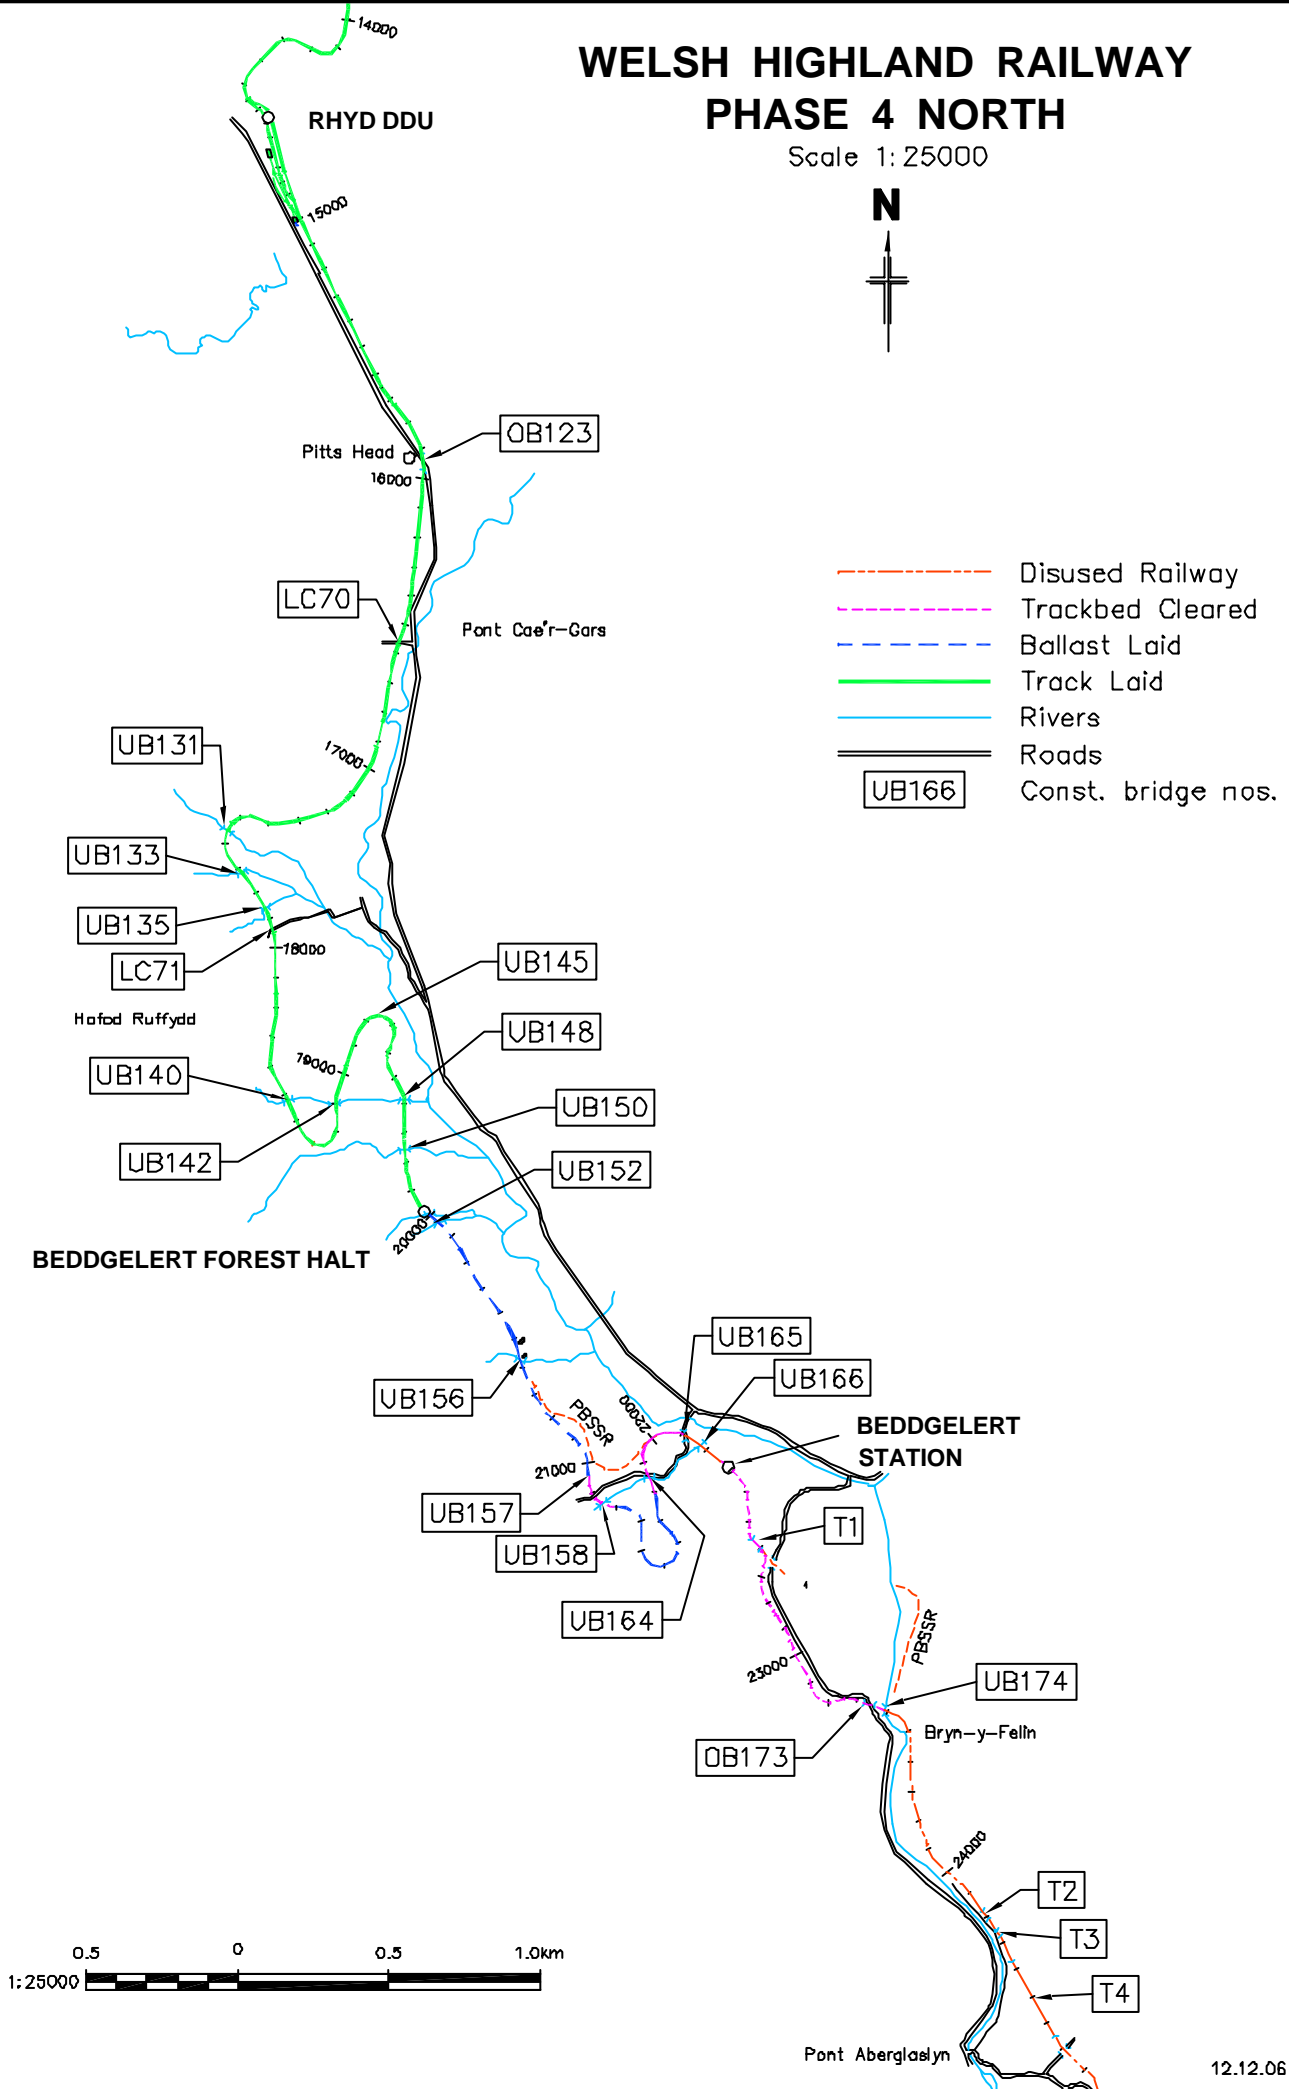 14000
WELSH HIGHLAND RAILWAY
PHASE 4 NORTH
RHYD DDU
Scale 1:25000
N
15000
OB123
Pitts Head
16000
Disused Railway
LC70
Trackbed Cleared
Pont Cae'r-Gors
Ballast Laid
Track Laid
Rivers
UB131
17000
Roads
UB166
Const. bridge nos.
UB133
UB135
18000
UB145
LC71
Hafod Ruffydd
UB148
19000
UB140
UB150
UB142
UB152
20000
BEDDGELERT FOREST HALT
UB165
UB166
UB156
PBSSR
22000
BEDDGELERT
STATION
21000
UB157
T1
UB158
UB164
PBSSR
23000
UB174
Bryn-y-Felin
OB173
24000
T2
T3
0.5 0 0.5 1.0km
1:25000
T4
Pont Aberglaslyn
12.12.06